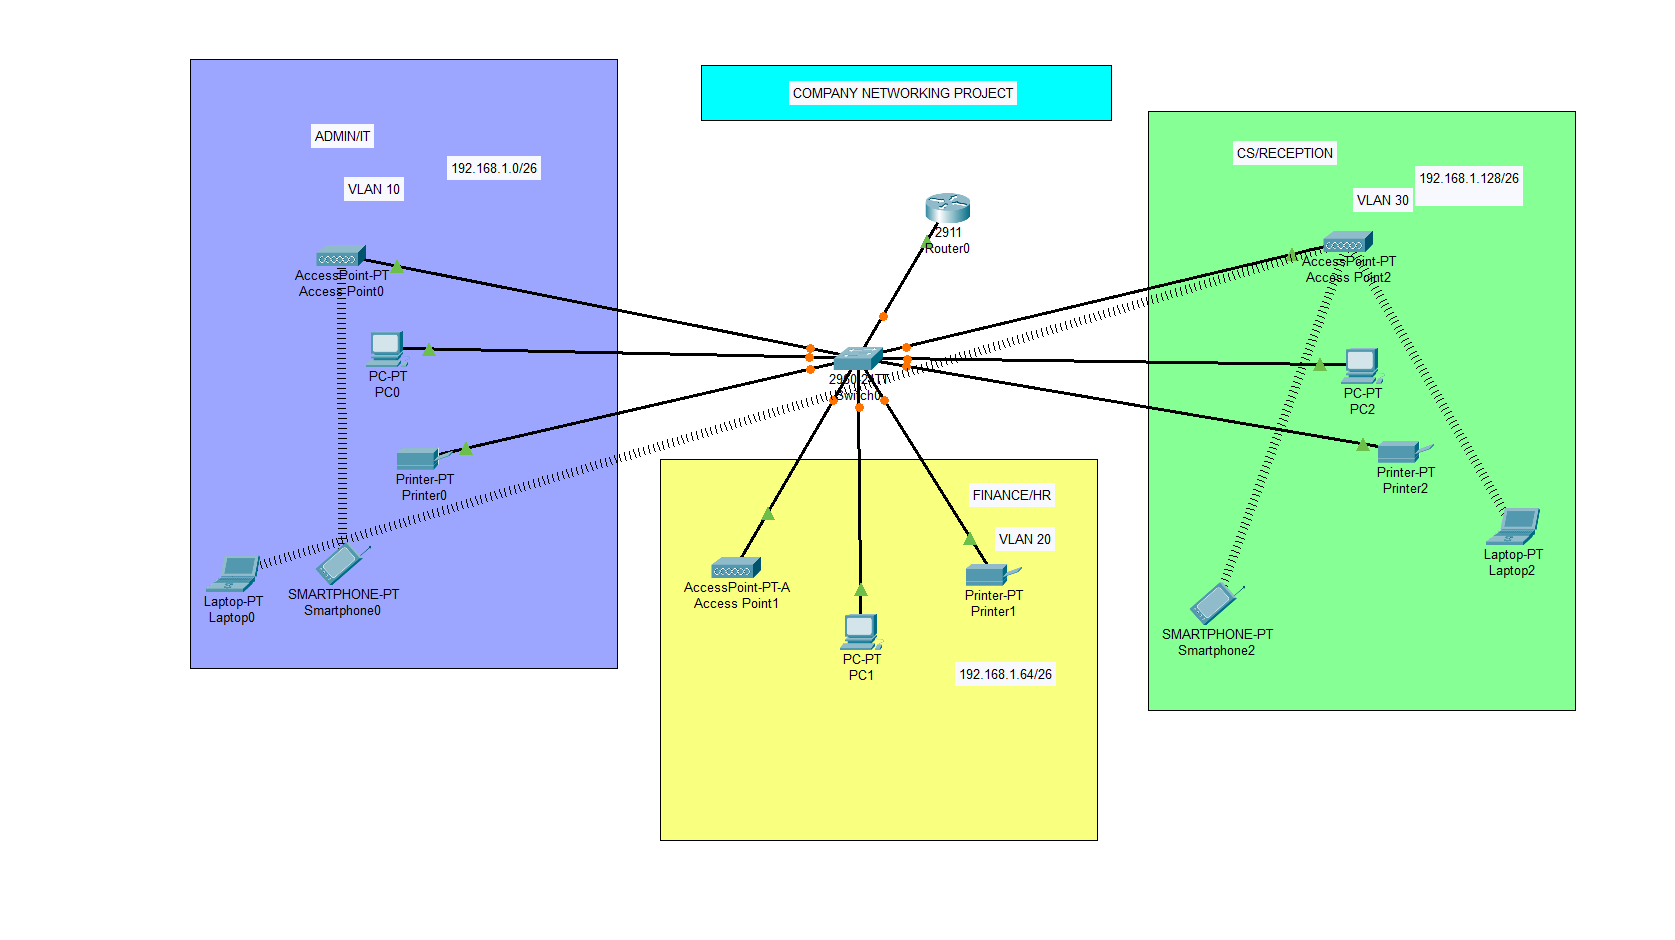 COMPANY NETWORKING PROJECT
ADMIN/IT
192.168.1.0/26
VLAN 10
AccessPoint-PT
Access Point0
PC-PT
PC0
Printer-PT
Printer0
Laptop-PT
Laptop0
SMARTPHONE-PT
Smartphone0
2911
Router0
2960-24TT
Switch0
FINANCE/HR
VLAN 20
AccessPoint-PT-A
Access Point1
Printer-PT
Printer1
PC-PT
PC1
192.168.1.64/26
CS/RECEPTION
192.168.1.128/26
VLAN 30
AccessPoint-PT
Access Point2
PC-PT
PC2
Printer-PT
Printer2
Laptop-PT
Laptop2
SMARTPHONE-PT
Smartphone2